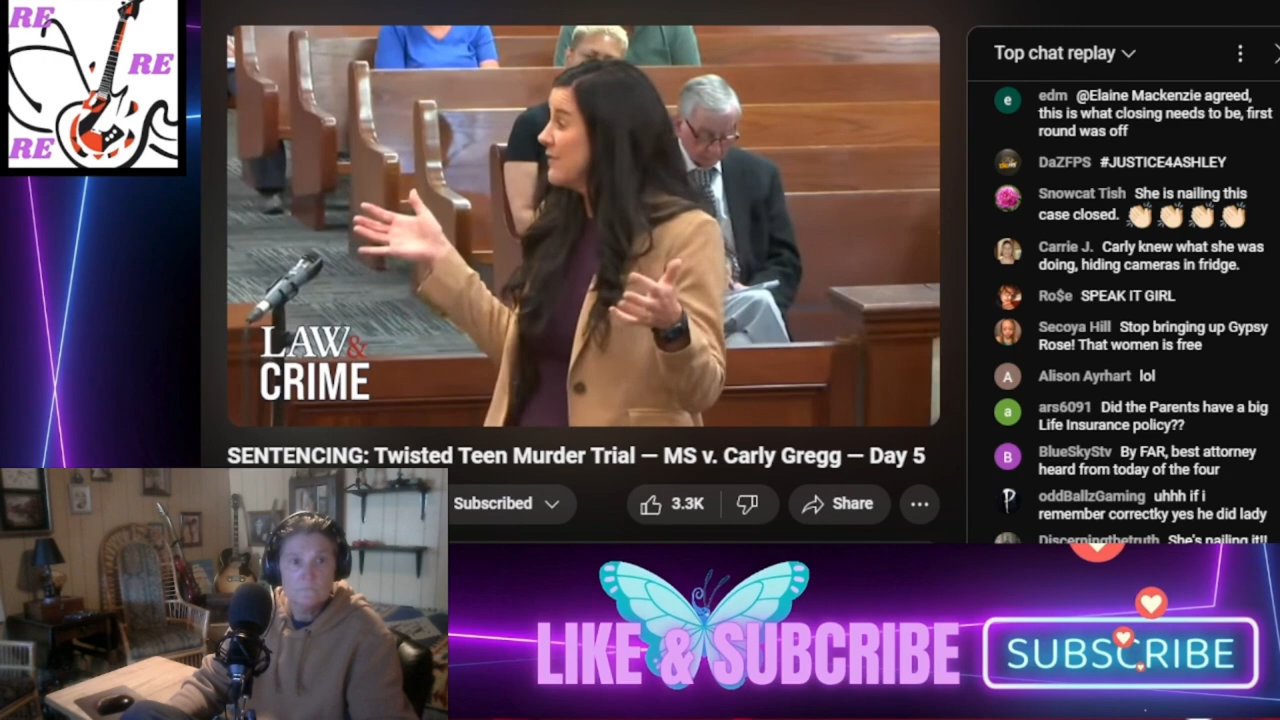 RE
RE
RE
LAW&
CRIME
SENTENCING: Twisted Teen Murder Trial — MS v. Carly Gregg — Day 5
Subscribed
3.3K
Share
Top chat replay
e
edm @Elaine Mackenzie agreed,
this is what closing needs to be, first
round was off
DaZFPS #JUSTICE4ASHLEY
Snowcat Tish She is nailing this
case closed.
Carrie J. Carly knew what she was
doing, hiding cameras in fridge.
Ro$e SPEAK IT GIRL
Secoya Hill Stop bringing up Gypsy
Rose! That women is free
A
Alison Ayrhart lol
a
ars6091 Did the Parents have a big
Life Insurance policy??
B
BlueSkyStv By FAR, best attorney
heard from today of the four
P
oddBallzGaming uhhh if i
remember correctky yes he did lady
Discerningthetruth She's nailing it!!
LIKE & SUBCRIBE
SUBSCRIBE